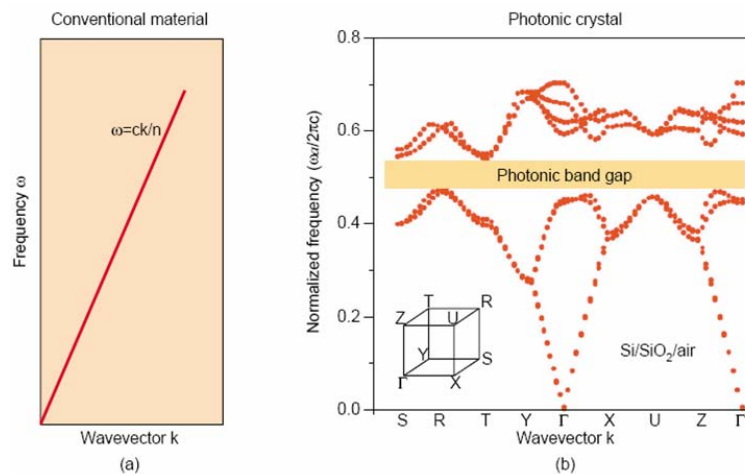 Conventional material
Frequency ω
ω=ck/n
Wavevector k
(a)
Photonic crystal
Normalized frequency (ωa/2πc)
0.8
0.6
0.4
0.2
0.0
Photonic band gap
T
R
Z
U
Y
S
Γ
X
Si/SiO₂/air
S R T Y Γ X U Z Γ
Wavevector k
(b)